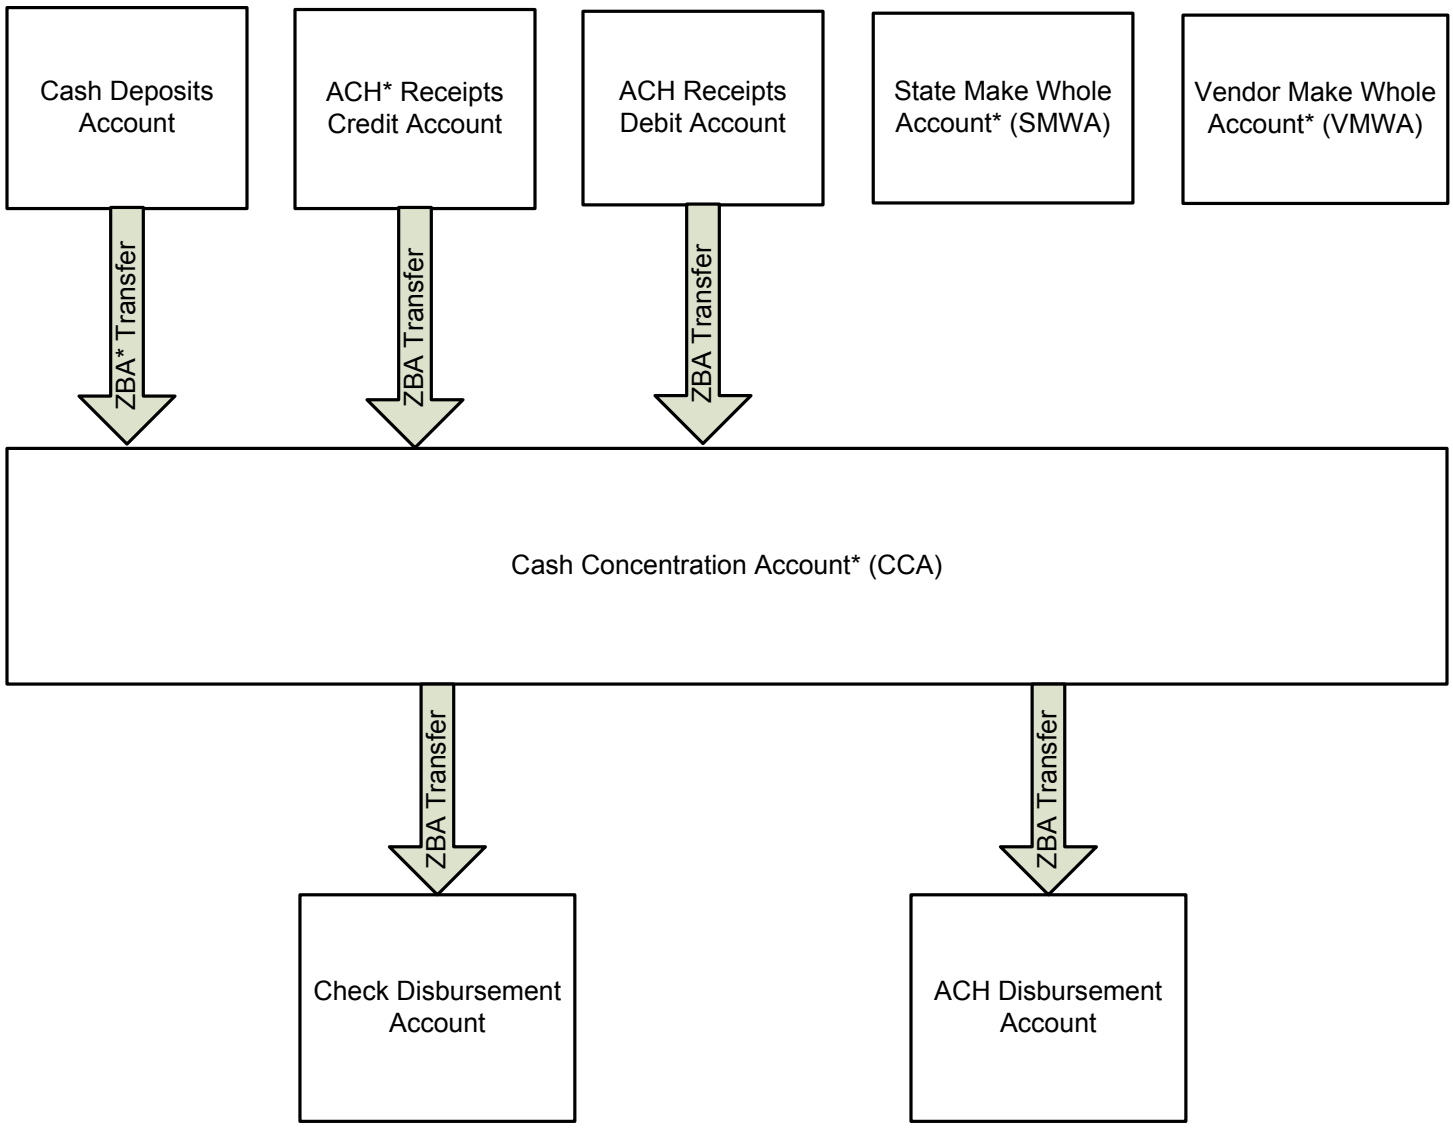 Cash Deposits
Account
ACH* Receipts
Credit Account
ACH Receipts
Debit Account
State Make Whole
Account* (SMWA)
Vendor Make Whole
Account* (VMWA)
ZBA* Transfer
ZBA Transfer
ZBA Transfer
Cash Concentration Account* (CCA)
ZBA Transfer
ZBA Transfer
Check Disbursement
Account
ACH Disbursement
Account